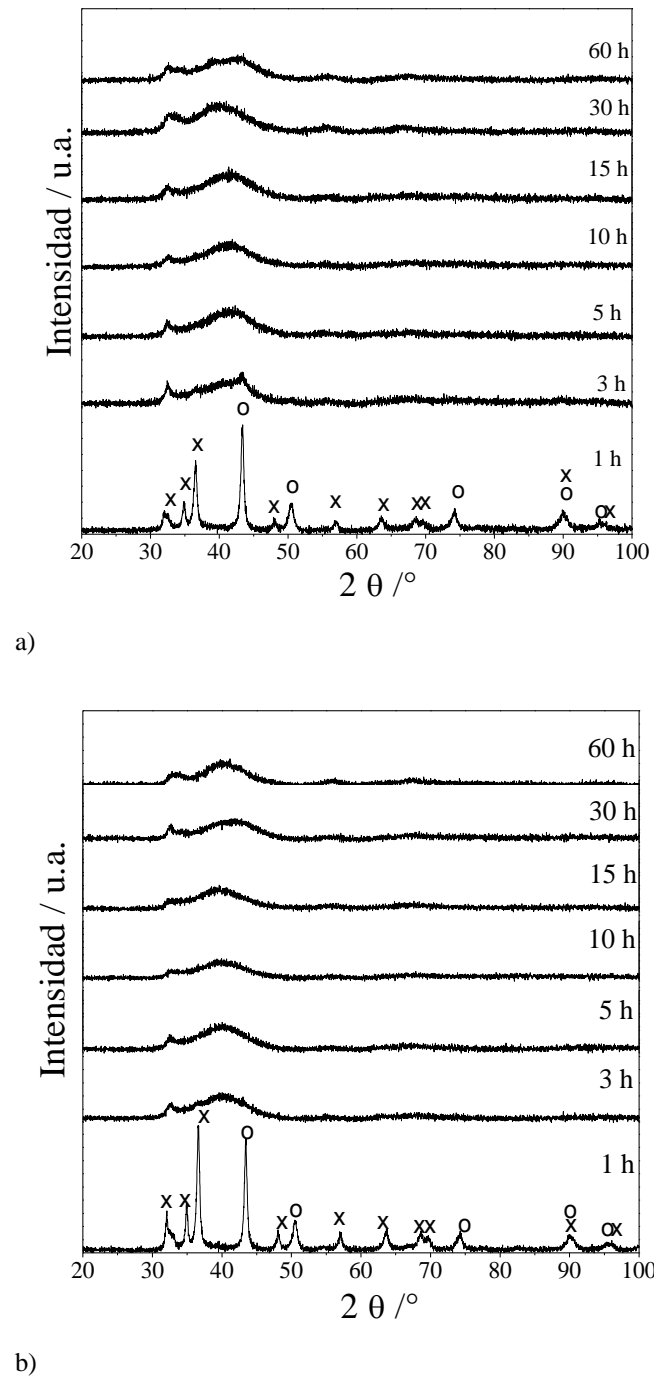 60 h
30 h
15 h
10 h
5 h
3 h
o
x
1 h
x
x
o
o
x
x
x
x x
o
x
o
o x
Intensidad / u.a.
20 30 40 50 60 70 80 90 100
2 θ /°
a)
60 h
30 h
15 h
10 h
5 h
3 h
x
o
1 h
x
x
x
o
x
x
x x
o
o
x
o x
Intensidad / u.a.
20 30 40 50 60 70 80 90 100
2 θ /°
b)